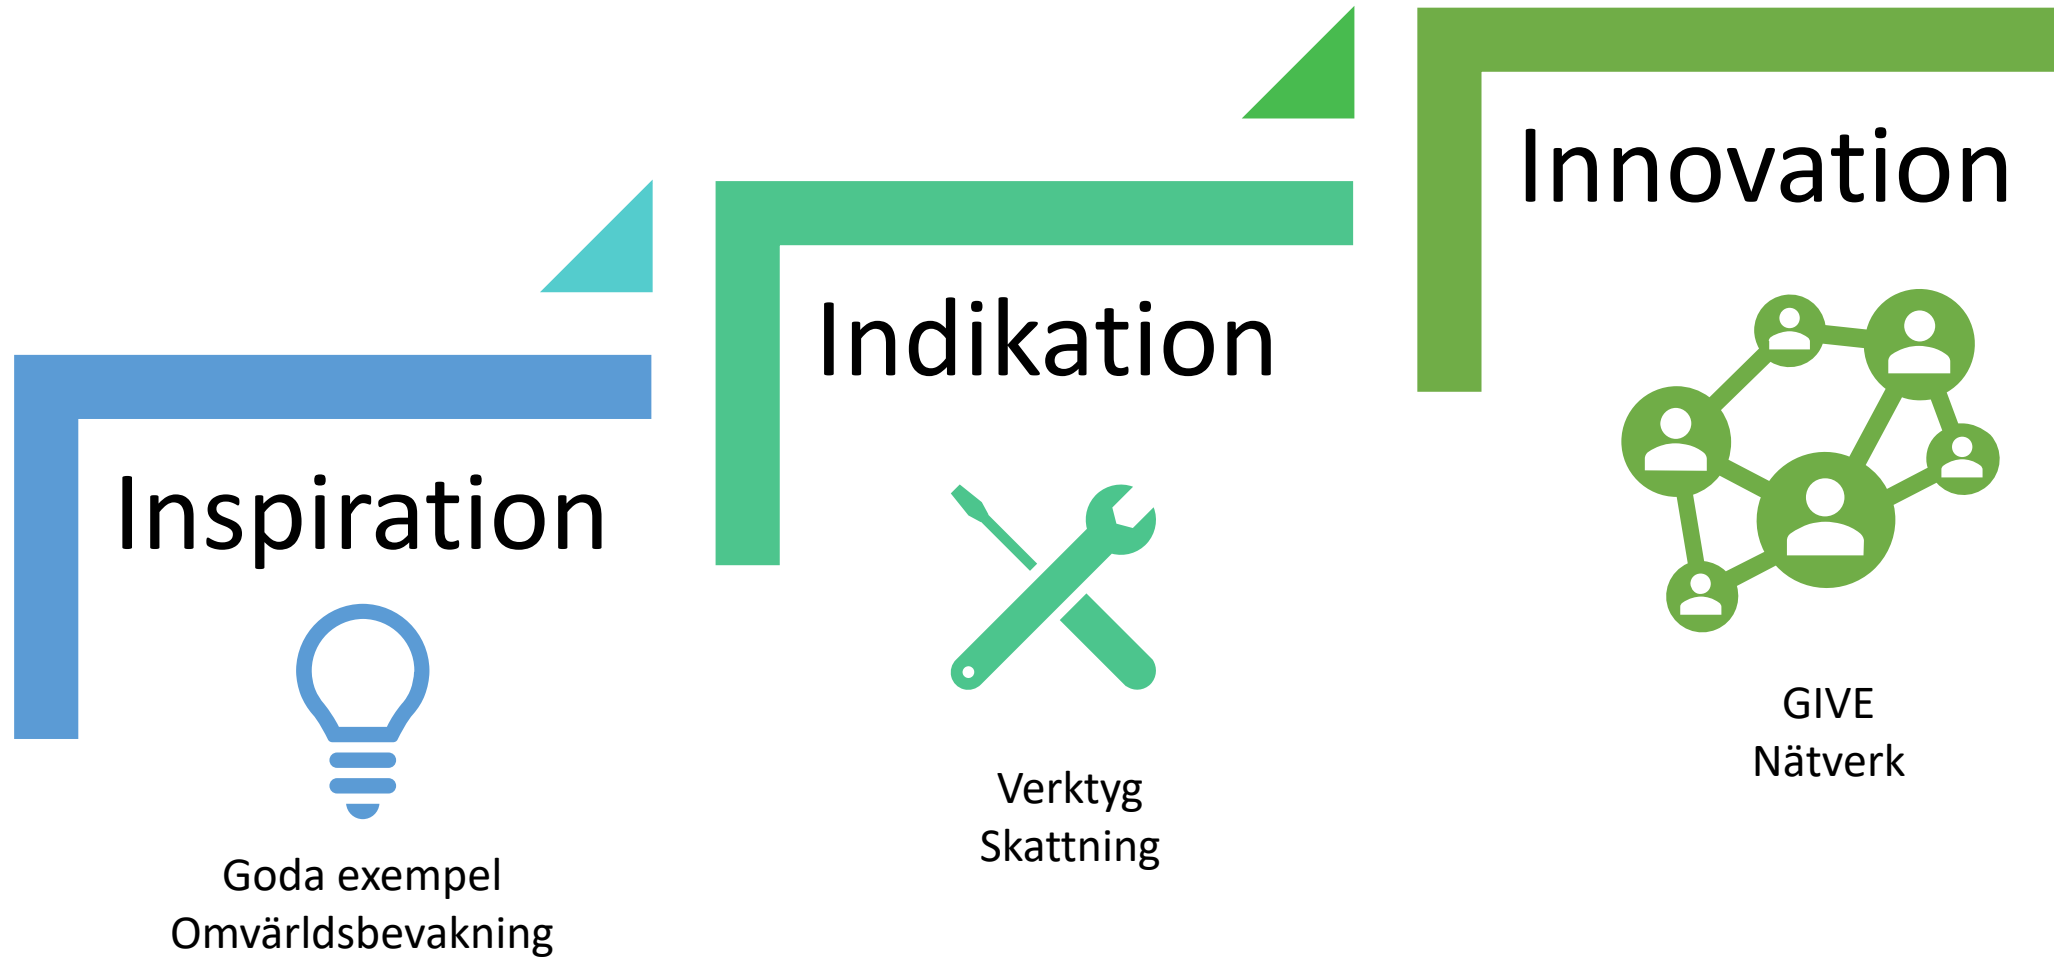 Inspiration
Goda exempel
Omvärldsbevakning
Indikation
Verktyg
Skattning
Innovation
GIVE
Nätverk